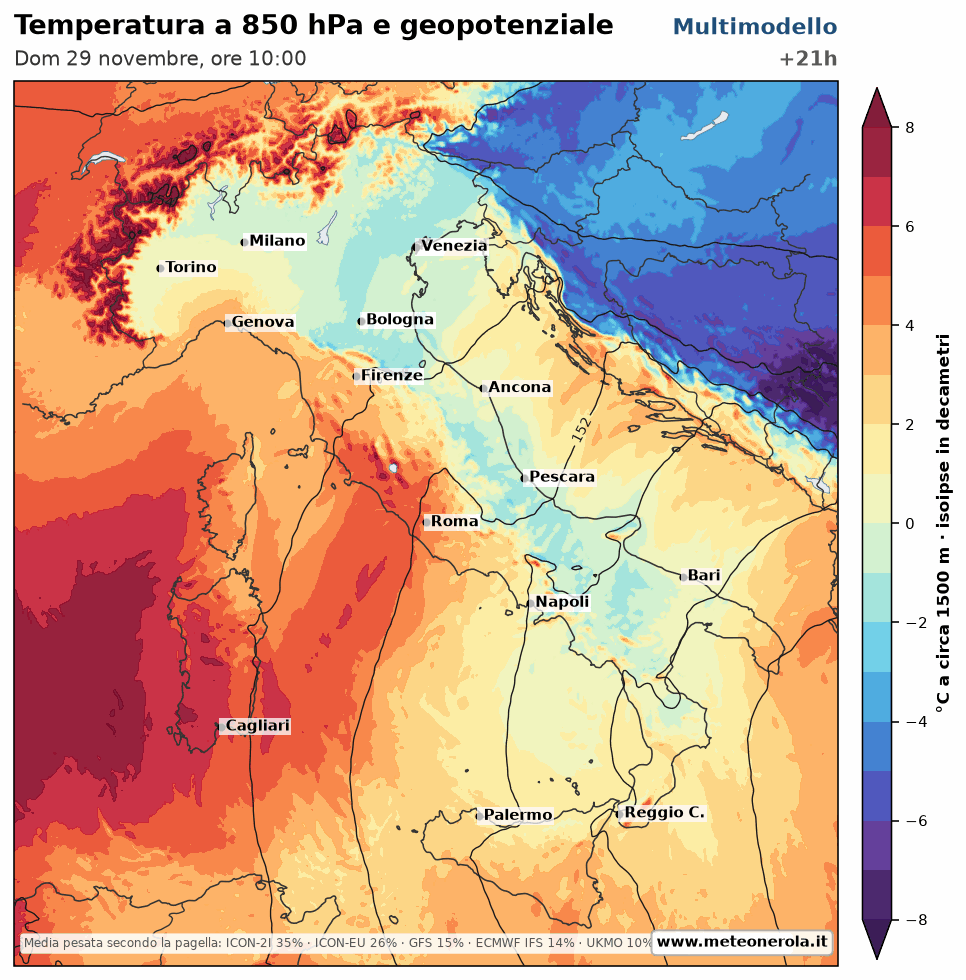 Temperatura a 850 hPa e geopotenziale
Multimodello
Dom 29 novembre, ore 10:00
+21h
8
6
4
2
0
−2
−4
−6
−8
°C a circa 1500 m · isoipse in decametri
Milano
Venezia
Torino
Genova
Bologna
Firenze
Ancona
152
Pescara
Roma
Bari
Napoli
Cagliari
Palermo
Reggio C.
Media pesata secondo la pagella: ICON-2I 35% · ICON-EU 26% · GFS 15% · ECMWF IFS 14% · UKMO 10%
www.meteonerola.it